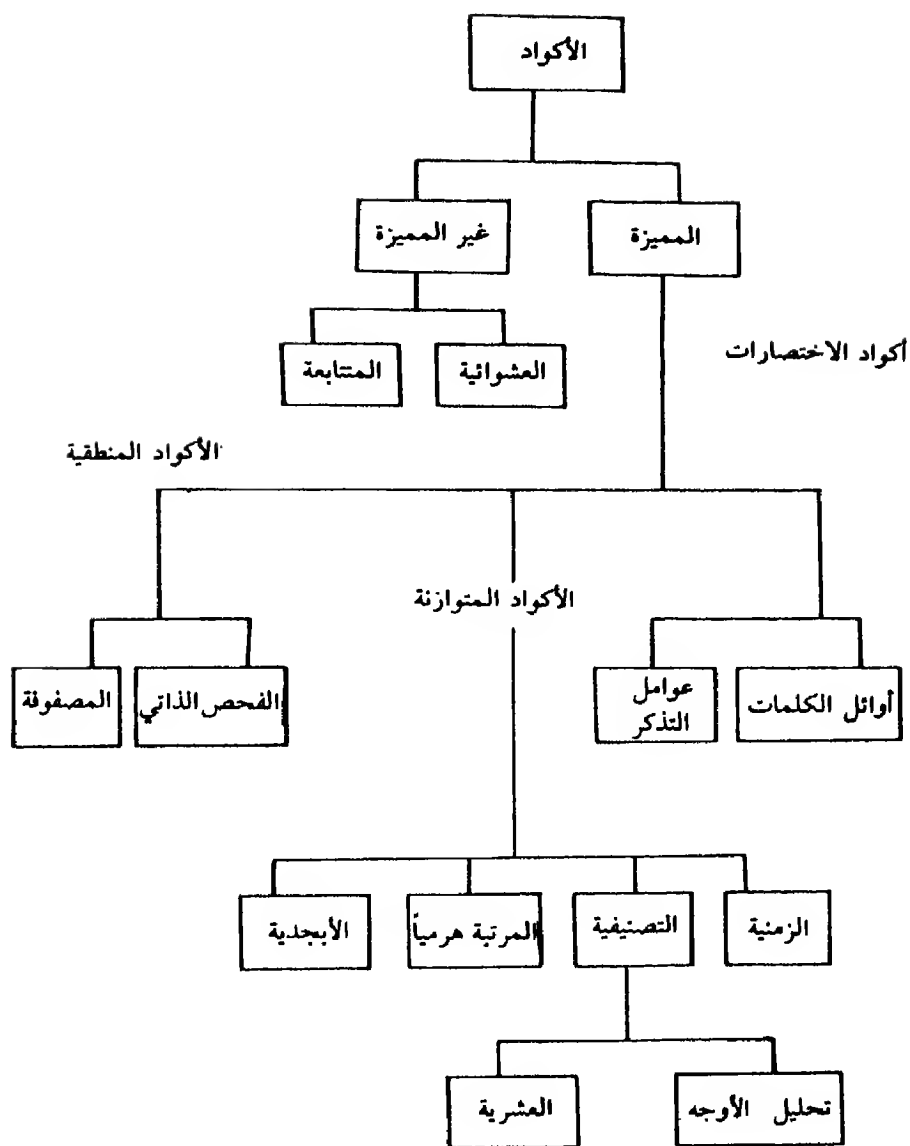 الأكواد
المميزة
غير المميزة
أكواد الاختصارات
العشوائية
المتتابعة
الأكواد المنطقية
الأكواد المتوازنة
أوائل الكلمات
عوامل
التذكر
الفحص الذاتي
المصفوفة
الزمنية
التصنيفية
المرتبة هرمياً
الأبجدية
تحليل الأوجه
العشرية